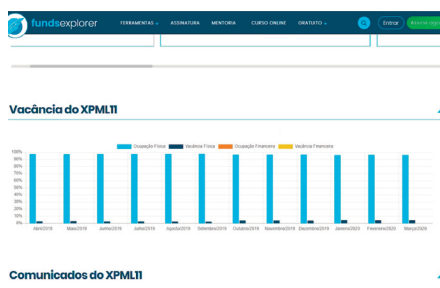 fundsexplorer FERRAMENTAS ASSINATURA MENTORIA CURSO ONLINE GRATUITO Entrar
Vacância do XPML11
Ocupação Física Vacância Física Ocupação Financeira Vacância Financeira
100%
90%
80%
70%
60%
50%
40%
30%
20%
10%
0%
Abril/2019 Maio/2019 Junho/2019 Julho/2019 Agosto/2019 Setembro/2019 Outubro/2019 Novembro/2019 Dezembro/2019 Janeiro/2020 Fevereiro/2020 Março/2020
Comunicados do XPML11